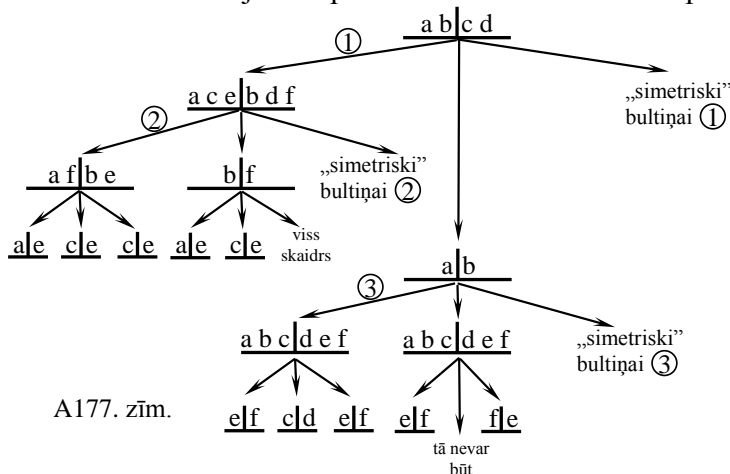 a b c d
1
„simetriski”
bultiņai 1
a c e b d f
2
a f b e
b f
„simetriski”
bultiņai 2
a e
c e
c e
a e
c e
viss
skaidrs
a b
3
a b c d e f
a b c d e f
„simetriski”
bultiņai 3
A177. zīm.
e f
c d
e f
e f
f e
tā nevar
būt